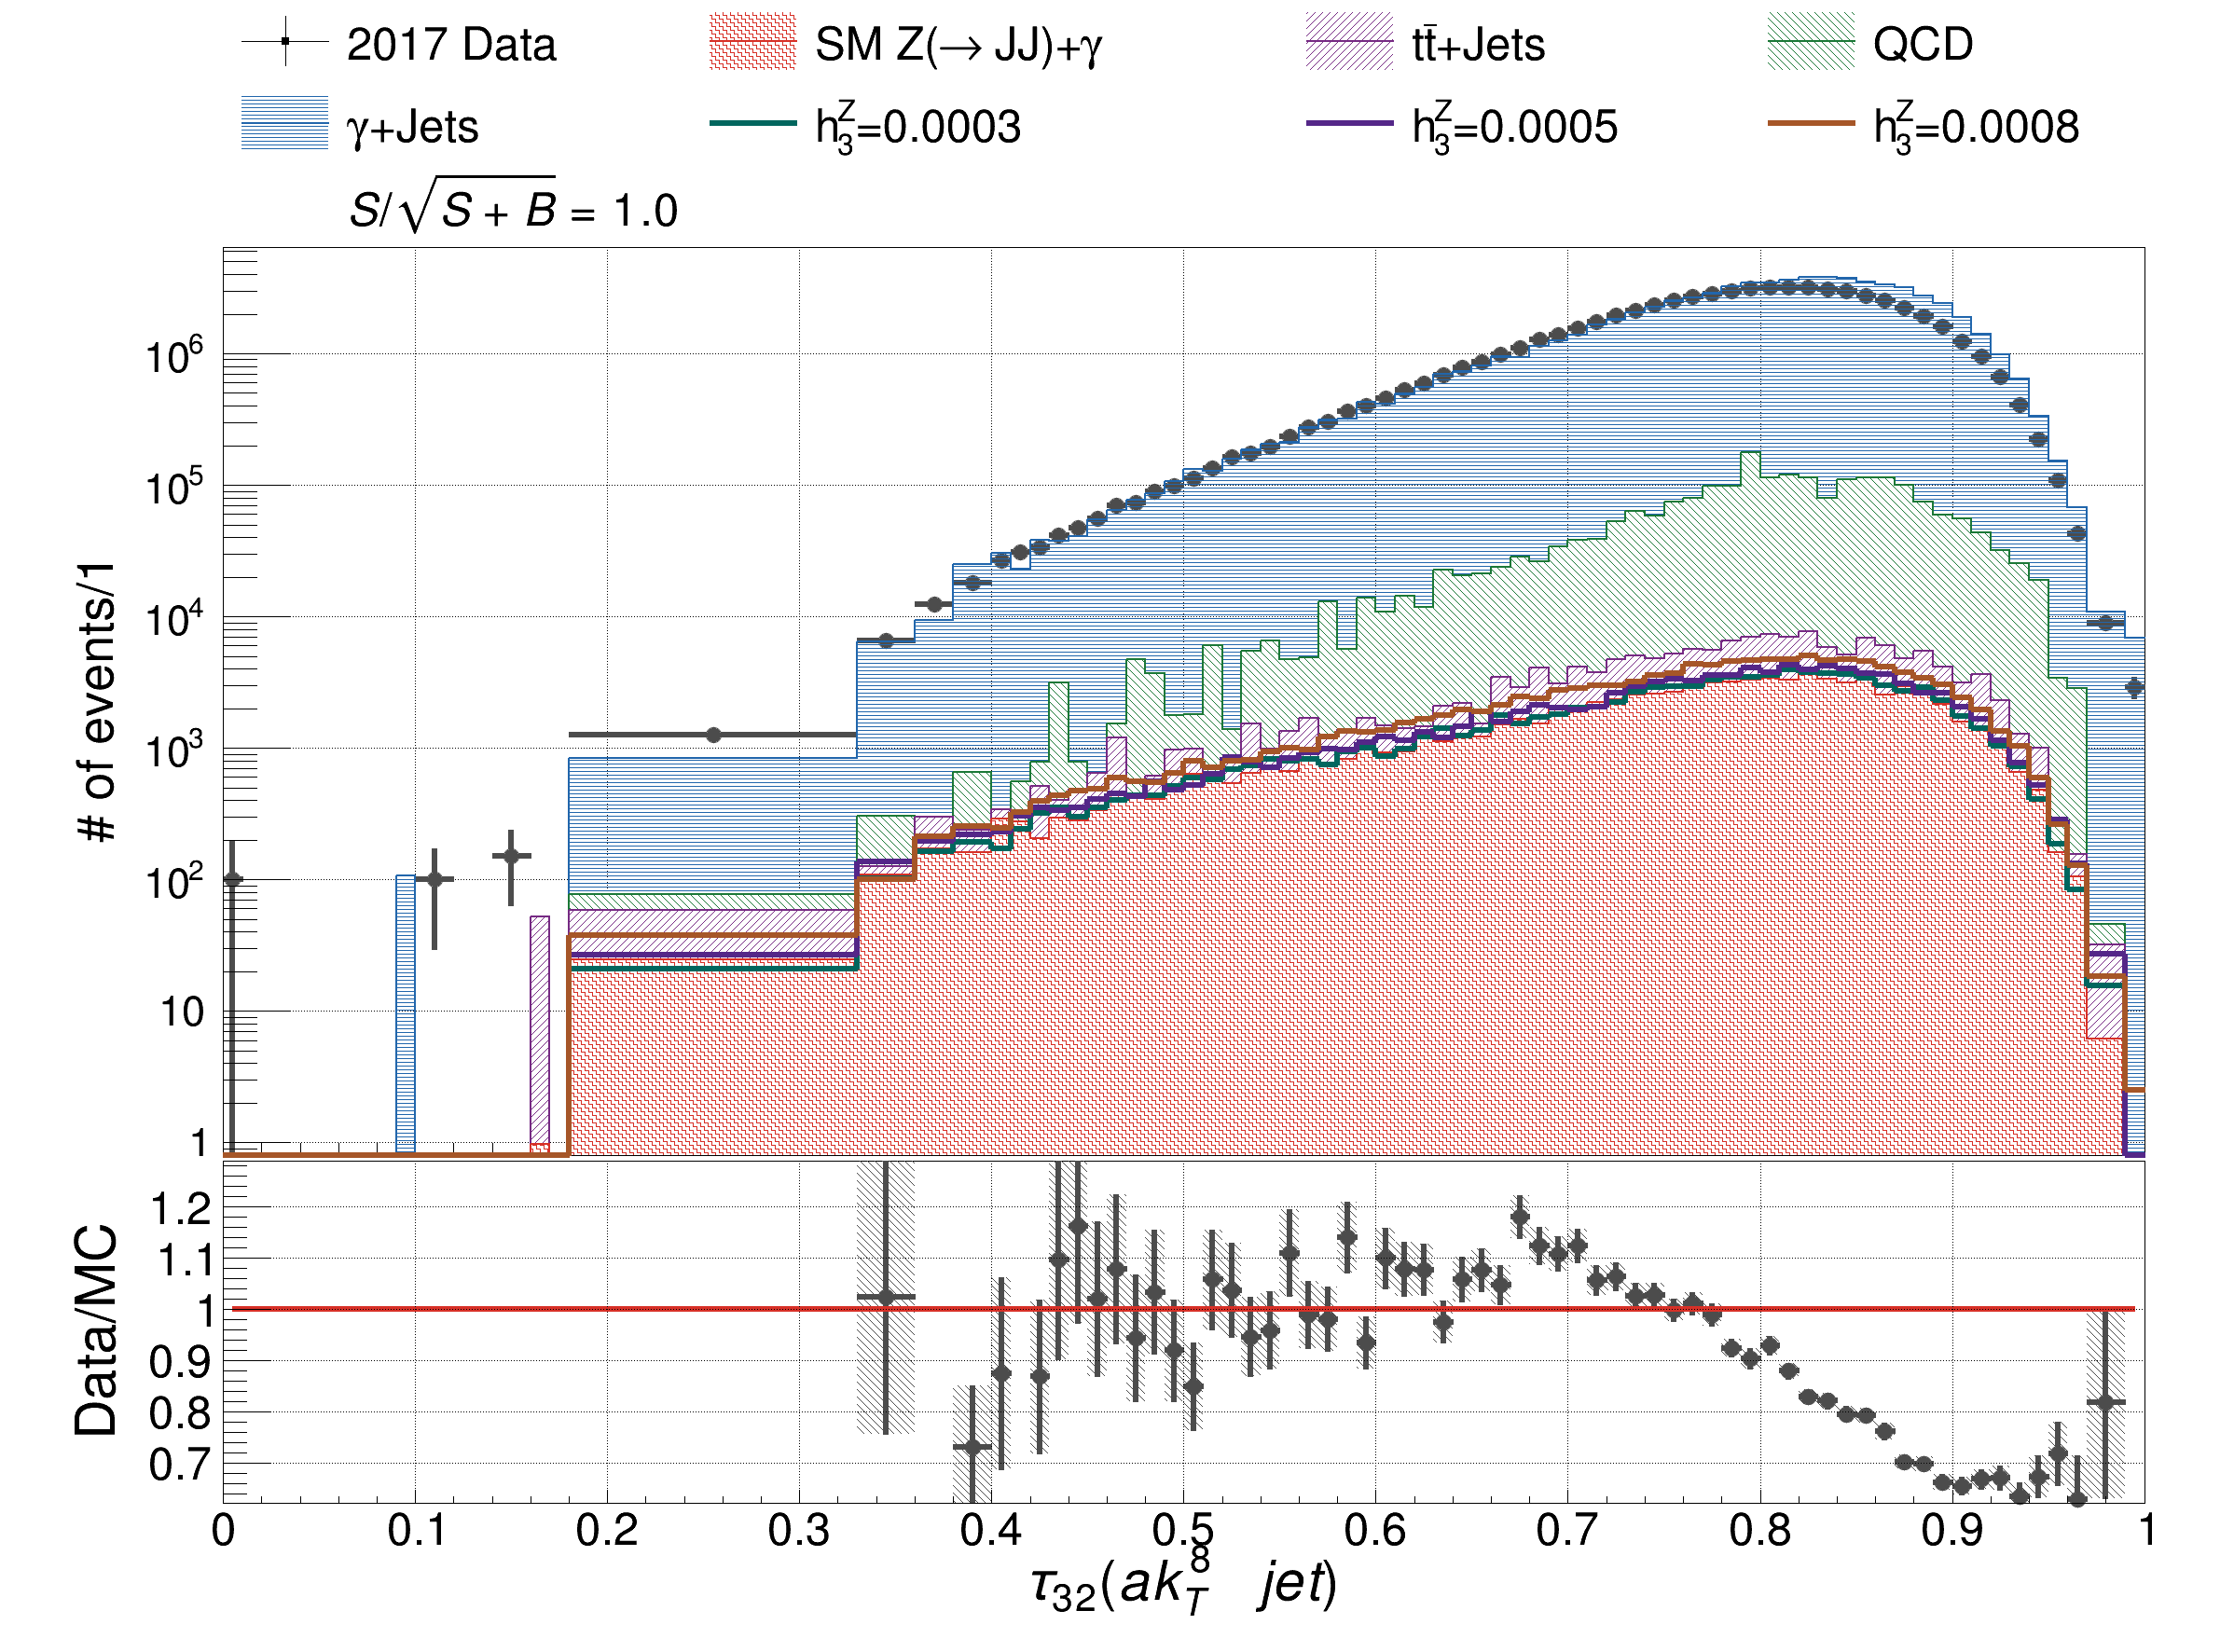 2017 Data SM Z(→ JJ)+γ tt̄+Jets QCD
γ+Jets h₃ᶻ=0.0003 h₃ᶻ=0.0005 h₃ᶻ=0.0008
S/√S + B = 1.0
# of events/1
10⁶
10⁵
10⁴
10³
10²
10
1
Data/MC
1.2
1.1
1
0.9
0.8
0.7
0 0.1 0.2 0.3 0.4 0.5 0.6 0.7 0.8 0.9 1
τ₃₂(ak_T^8 jet)